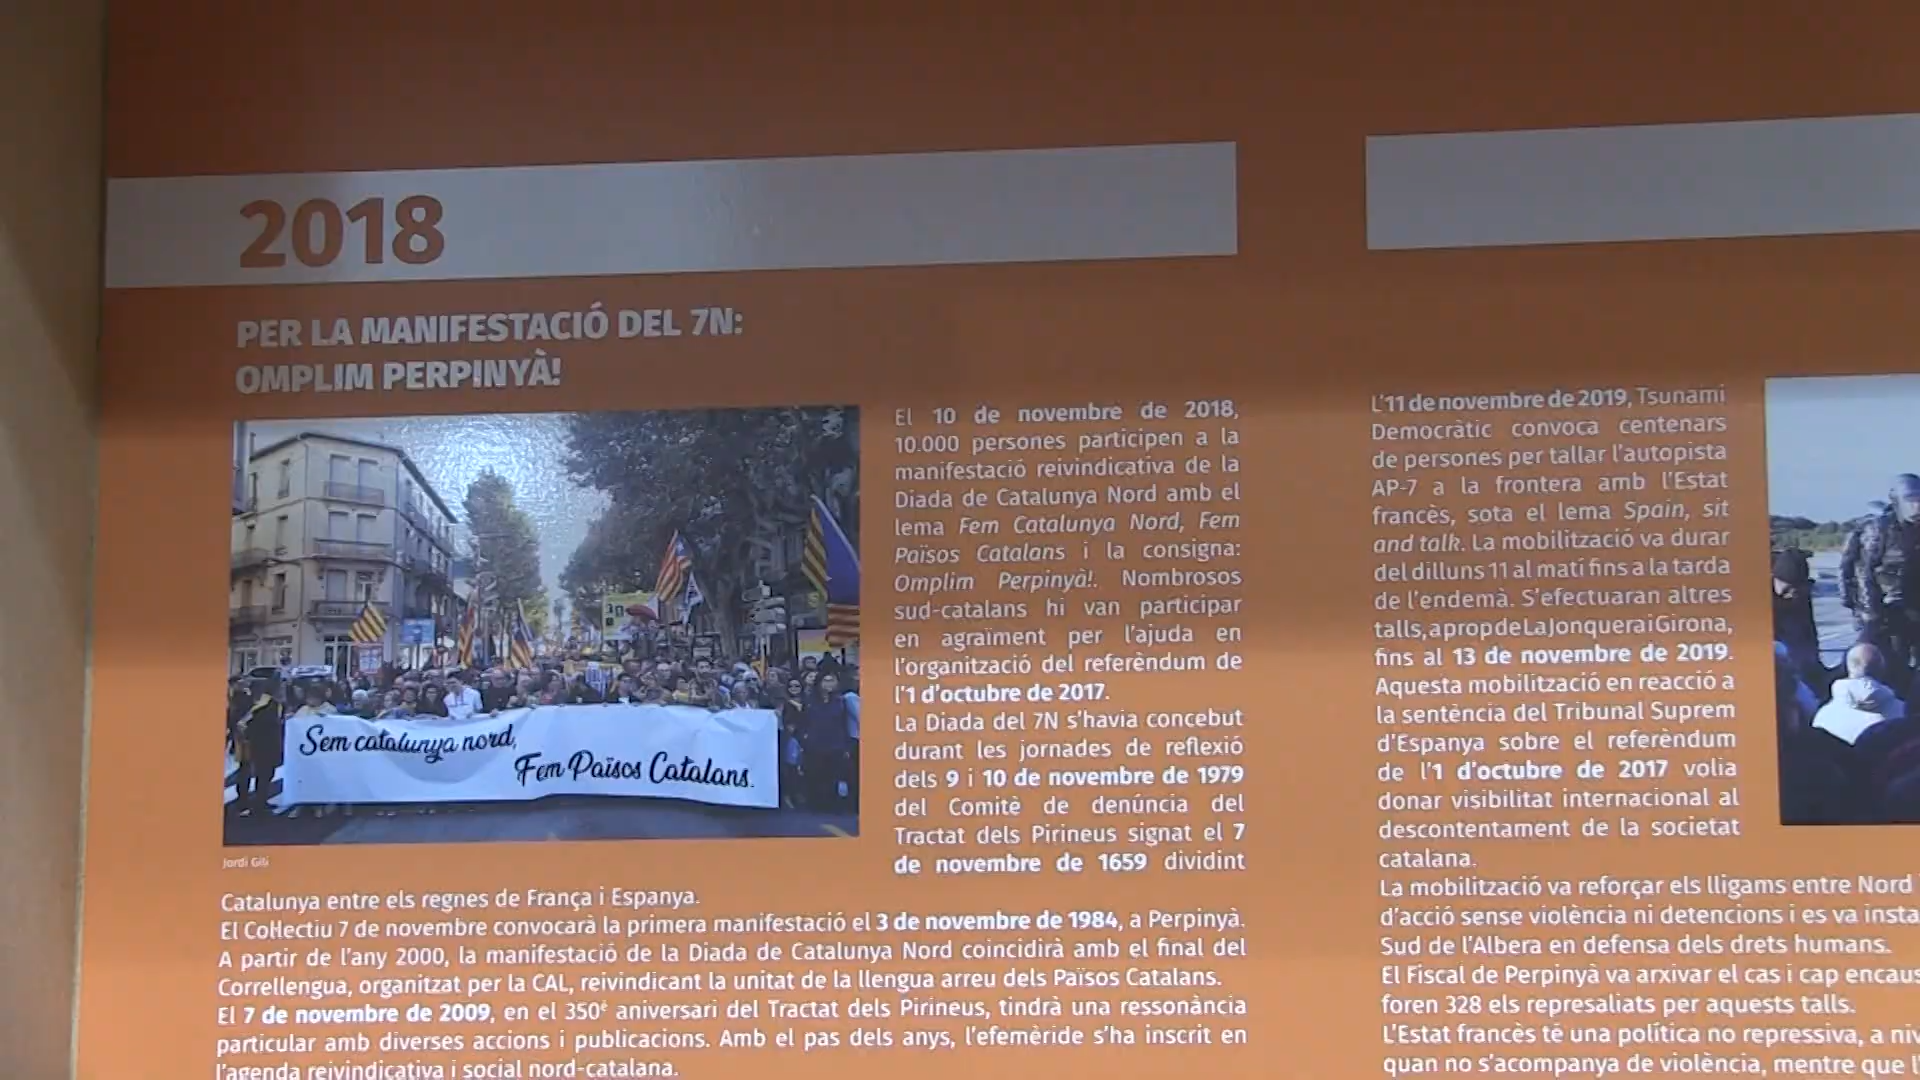 2018
PER LA MANIFESTACIÓ DEL 7N:
OMPLIM PERPINYÀ!
Sem catalunya nord,
Fem Països Catalans.
Jordi Giti
El 10 de novembre de 2018,
10.000 persones participen a la
manifestació reivindicativa de la
Diada de Catalunya Nord amb el
lema Fem Catalunya Nord, Fem
Països Catalans i la consigna:
Omplim Perpinyà!. Nombrosos
sud-catalans hi van participar
en agraïment per l'ajuda en
l'organització del referèndum de
l'1 d'octubre de 2017.
La Diada del 7N s'havia concebut
durant les jornades de reflexió
dels 9 i 10 de novembre de 1979
del Comitè de denúncia del
Tractat dels Pirineus signat el 7
de novembre de 1659 dividint
Catalunya entre els regnes de França i Espanya.
El Col·lectiu 7 de novembre convocarà la primera manifestació el 3 de novembre de 1984, a Perpinyà.
A partir de l'any 2000, la manifestació de la Diada de Catalunya Nord coincidirà amb el final del
Correllengua, organitzat per la CAL, reivindicant la unitat de la llengua arreu dels Països Catalans.
El 7 de novembre de 2009, en el 350è aniversari del Tractat dels Pirineus, tindrà una ressonància
particular amb diverses accions i publicacions. Amb el pas dels anys, l'efemèride s'ha inscrit en
l'agenda reivindicativa i social nord-catalana.
L'11 de novembre de 2019, Tsunami
Democràtic convoca centenars
de persones per tallar l'autopista
AP-7 a la frontera amb l'Estat
francès, sota el lema Spain, sit
and talk. La mobilització va durar
del dilluns 11 al matí fins a la tarda
de l'endemà. S'efectuaran altres
talls, a prop de La Jonquera i Girona,
fins al 13 de novembre de 2019.
Aquesta mobilització en reacció a
la sentència del Tribunal Suprem
d'Espanya sobre el referèndum
de l'1 d'octubre de 2017 volia
donar visibilitat internacional al
descontentament de la societat
catalana.
La mobilització va reforçar els lligams entre Nord
d'acció sense violència ni detencions i es va insta
Sud de l'Albera en defensa dels drets humans.
El Fiscal de Perpinyà va arxivar el cas i cap encaus
foren 328 els represaliats per aquests talls.
L'Estat francès té una política no repressiva, a niv
quan no s'acompanya de violència, mentre que l'